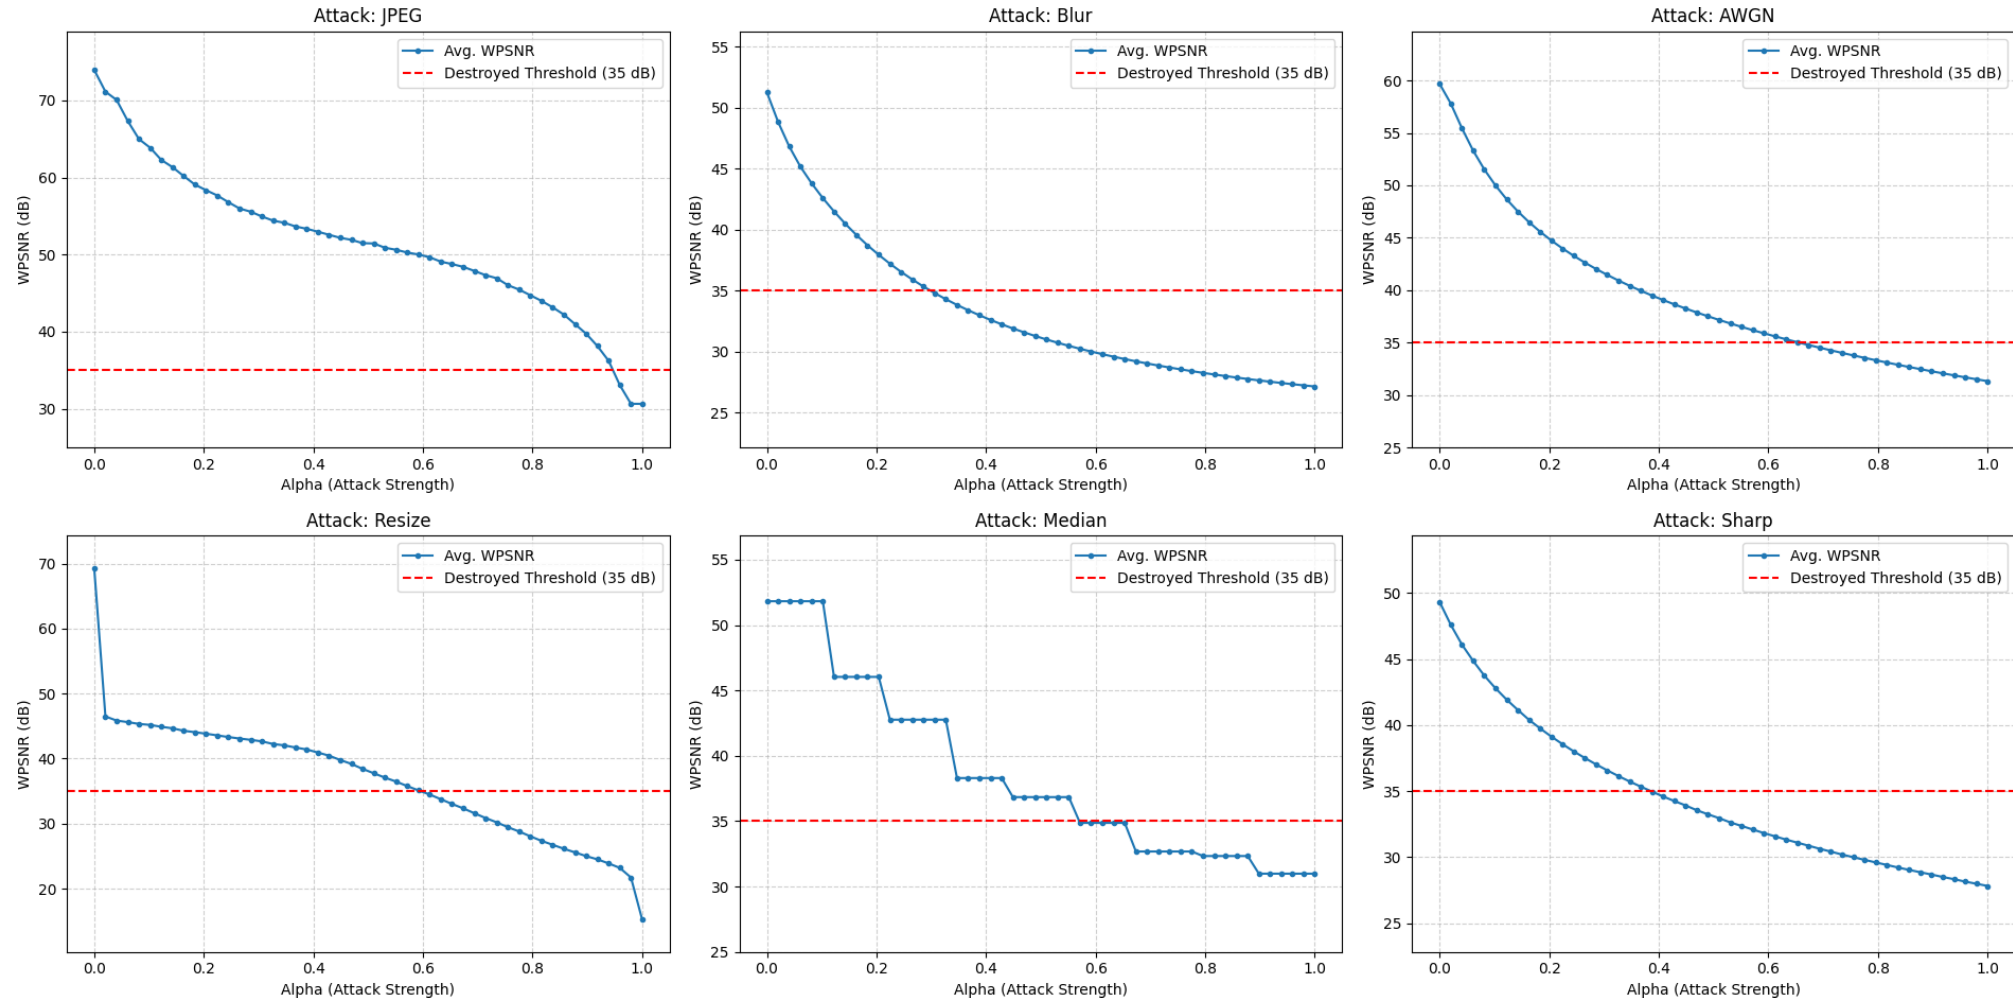 Attack: JPEG
Avg. WPSNR
Destroyed Threshold (35 dB)
WPSNR (dB)
70
60
50
40
30
0.0 0.2 0.4 0.6 0.8 1.0
Alpha (Attack Strength)
Attack: Blur
Avg. WPSNR
Destroyed Threshold (35 dB)
WPSNR (dB)
55
50
45
40
35
30
25
0.0 0.2 0.4 0.6 0.8 1.0
Alpha (Attack Strength)
Attack: AWGN
Avg. WPSNR
Destroyed Threshold (35 dB)
WPSNR (dB)
60
55
50
45
40
35
30
25
0.0 0.2 0.4 0.6 0.8 1.0
Alpha (Attack Strength)
Attack: Resize
Avg. WPSNR
Destroyed Threshold (35 dB)
WPSNR (dB)
70
60
50
40
30
20
0.0 0.2 0.4 0.6 0.8 1.0
Alpha (Attack Strength)
Attack: Median
Avg. WPSNR
Destroyed Threshold (35 dB)
WPSNR (dB)
55
50
45
40
35
30
25
0.0 0.2 0.4 0.6 0.8 1.0
Alpha (Attack Strength)
Attack: Sharp
Avg. WPSNR
Destroyed Threshold (35 dB)
WPSNR (dB)
50
45
40
35
30
25
0.0 0.2 0.4 0.6 0.8 1.0
Alpha (Attack Strength)